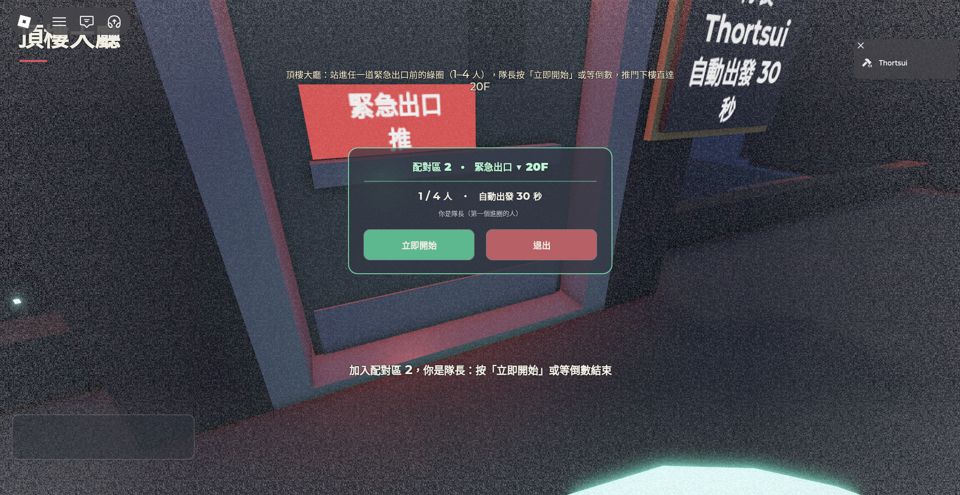 頂樓大廳
頂樓大廳：站進任一道緊急出口前的綠圈（1–4 人），隊長按「立即開始」或等倒數，推門下樓直達
20F
緊急出口
推
Thortsui
自動出發 30
秒
Thortsui
配對區 2 • 緊急出口 ▼ 20F
1 / 4 人 • 自動出發 30 秒
你是隊長（第一個進圈的人）
立即開始
退出
加入配對區 2，你是隊長：按「立即開始」或等倒數結束